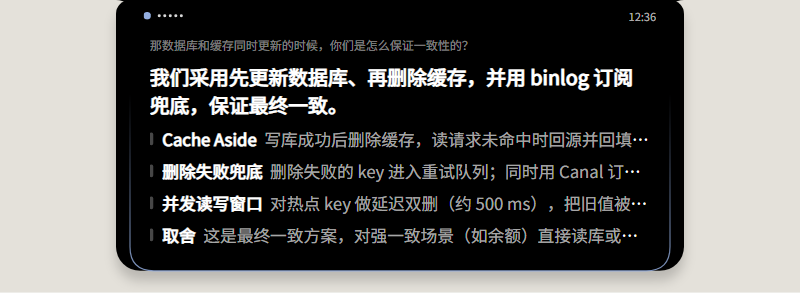 12:36
那数据库和缓存同时更新的时候，你们是怎么保证一致性的？
我们采用先更新数据库、再删除缓存，并用 binlog 订阅
兜底，保证最终一致。
Cache Aside 写库成功后删除缓存，读请求未命中时回源并回填…
删除失败兜底 删除失败的 key 进入重试队列；同时用 Canal 订…
并发读写窗口 对热点 key 做延迟双删（约 500 ms），把旧值被…
取舍 这是最终一致方案，对强一致场景（如余额）直接读库或…